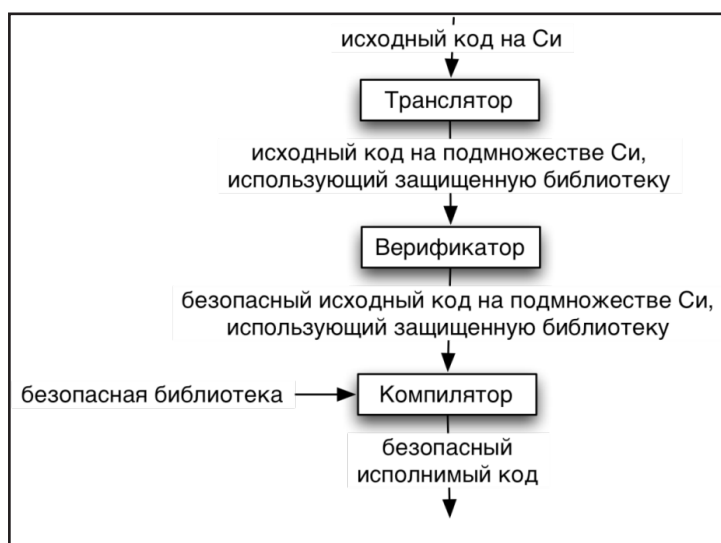 исходный код на Си
Транслятор
исходный код на подмножестве Си,
использующий защищенную библиотеку
Верификатор
безопасный исходный код на подмножестве Си,
использующий защищенную библиотеку
безопасная библиотека
Компилятор
безопасный
исполнимый код